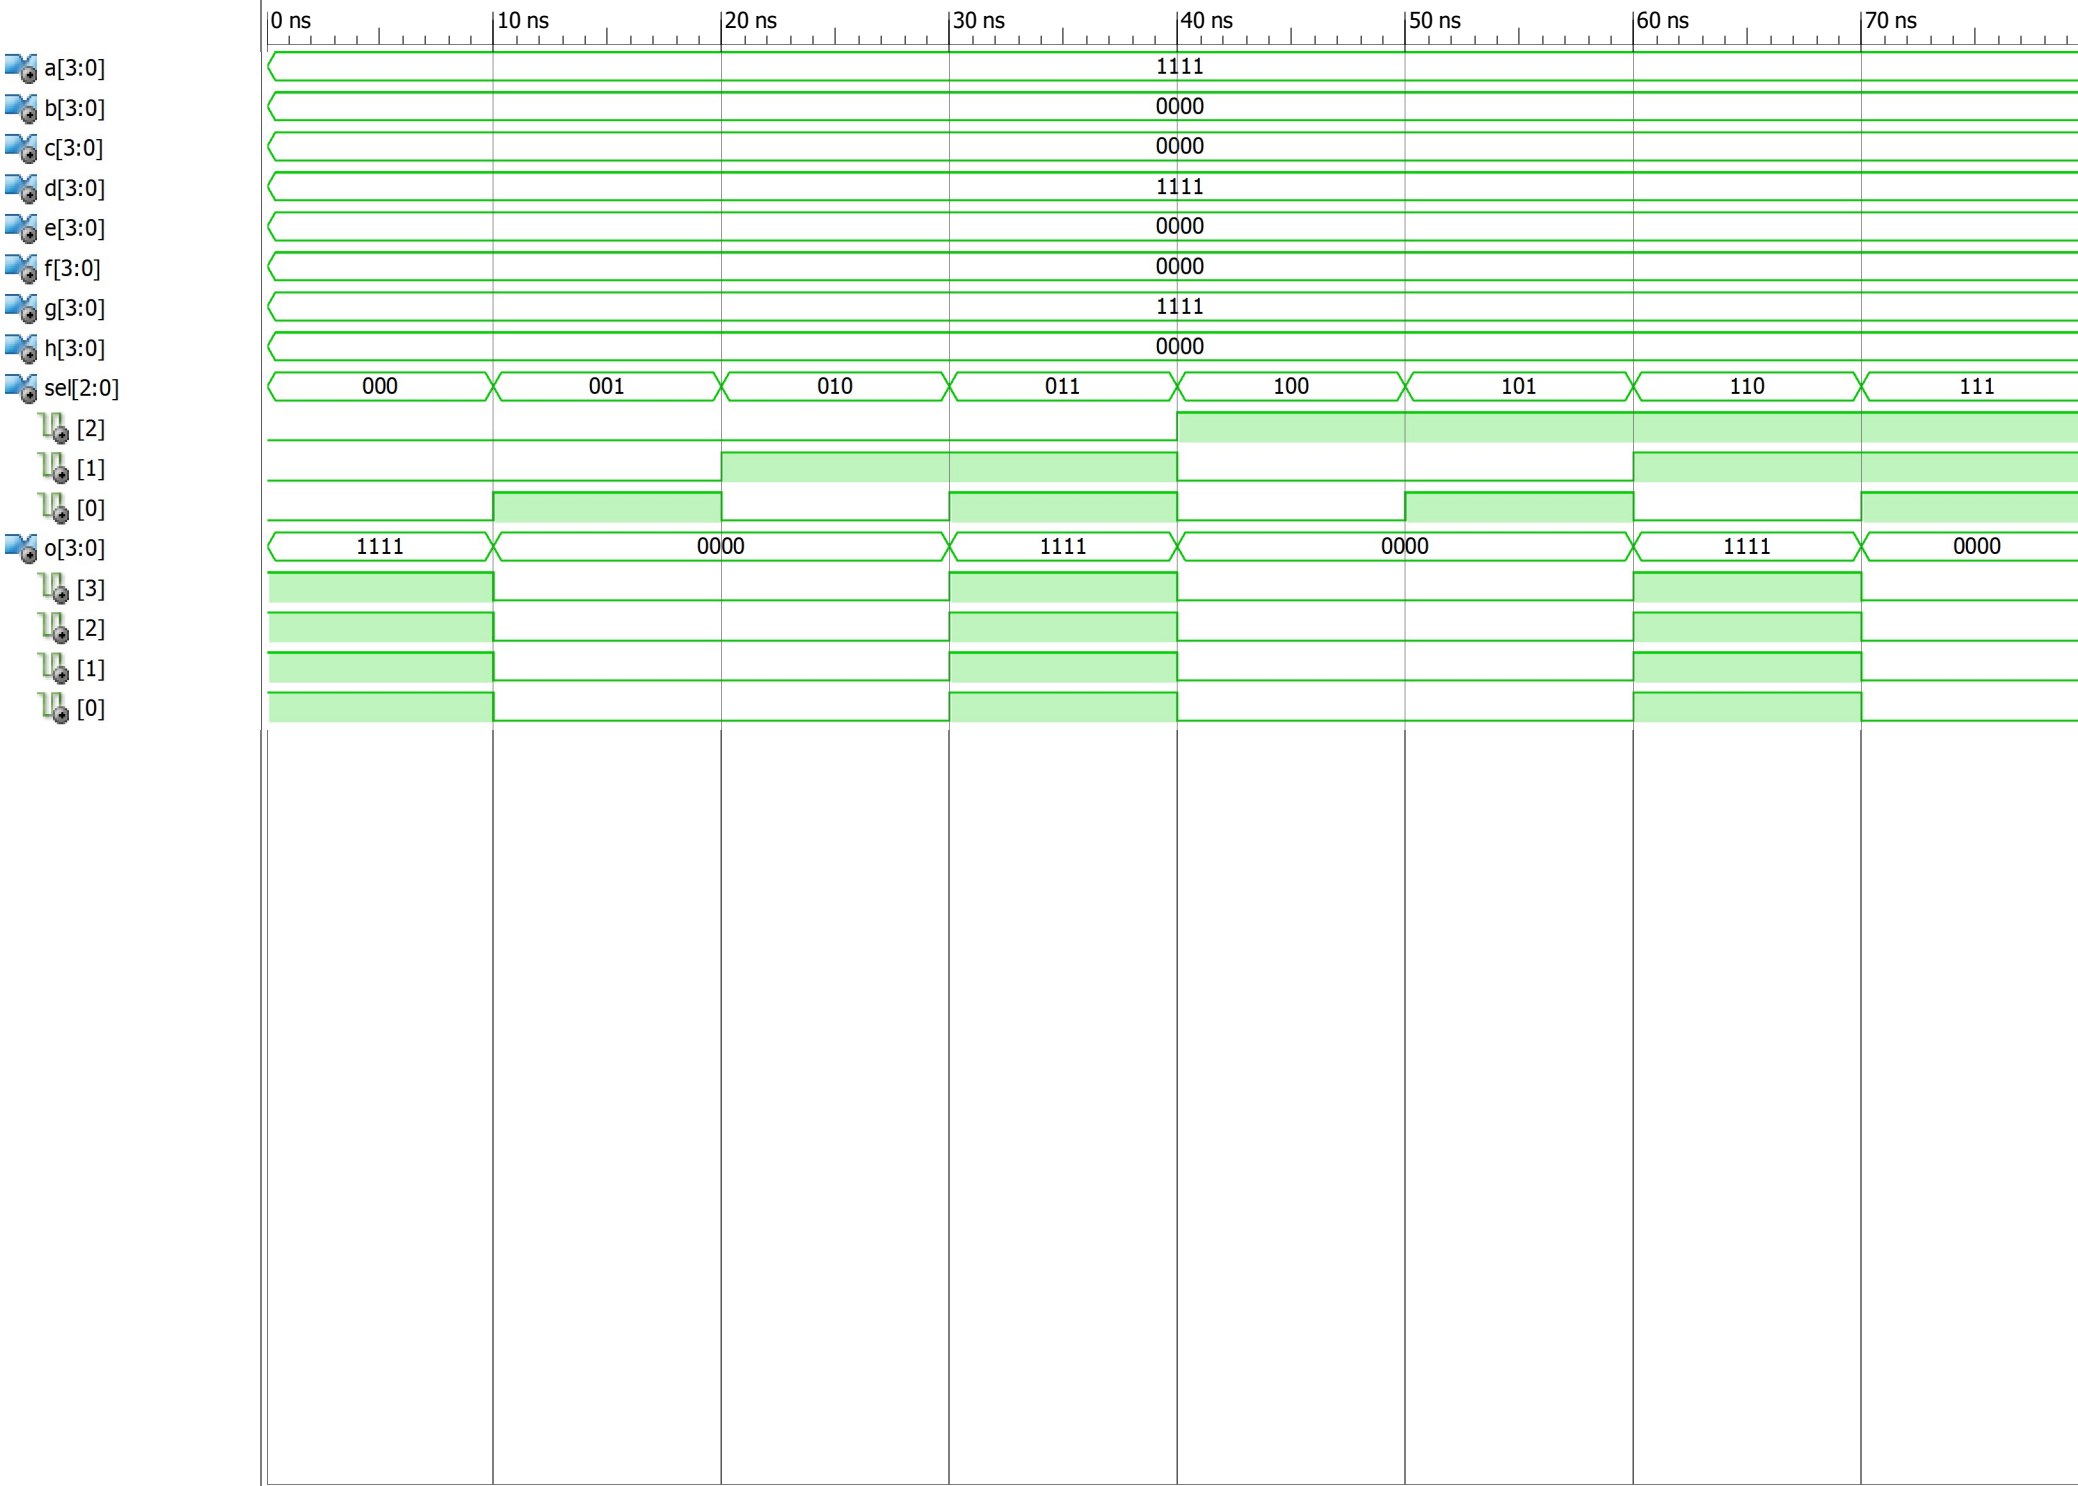 0 ns 10 ns 20 ns 30 ns 40 ns 50 ns 60 ns 70 ns
a[3:0] 1111
b[3:0] 0000
c[3:0] 0000
d[3:0] 1111
e[3:0] 0000
f[3:0] 0000
g[3:0] 1111
h[3:0] 0000
sel[2:0] 000 001 010 011 100 101 110 111
[2]
[1]
[0]
o[3:0] 1111 0000 1111 0000 1111 0000
[3]
[2]
[1]
[0]